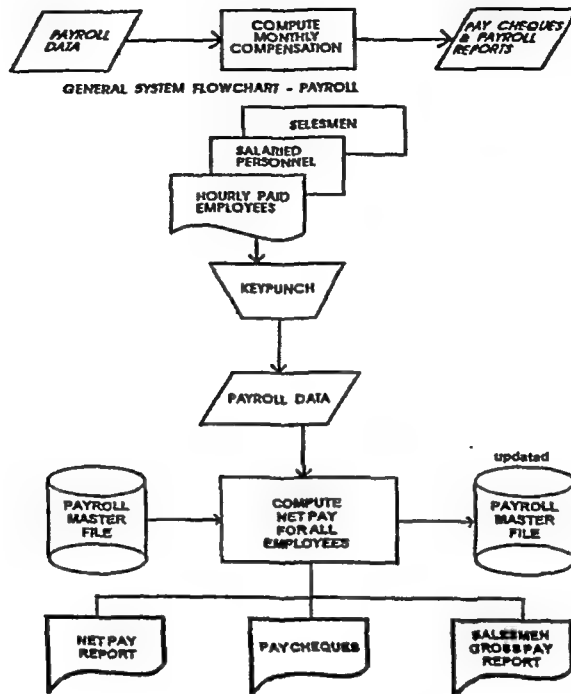 PAYROLL
DATA
COMPUTE
MONTHLY
COMPENSATION
PAY CHEQUES
& PAYROLL
REPORTS
GENERAL SYSTEM FLOWCHART - PAYROLL
SELESMEN
SALARIED
PERSONNEL
HOURLY PAID
EMPLOYEES
KEYPUNCH
PAYROLL DATA
updated
PAYROLL
MASTER
FILE
COMPUTE
NET PAY
FOR ALL
EMPLOYEES
PAYROLL
MASTER
FILE
NET PAY
REPORT
PAY CHEQUES
SALESMEN
GROSS PAY
REPORT